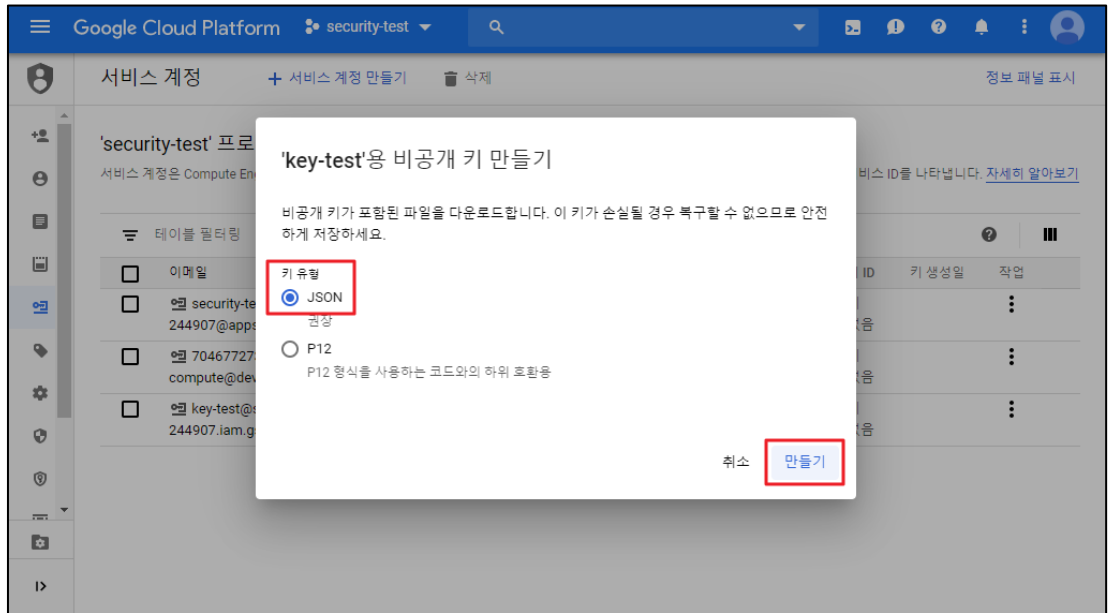 Google Cloud Platform security-test
서비스 계정 + 서비스 계정 만들기 삭제 정보 패널 표시
'security-test' 프로
서비스 계정은 Compute En 비스 ID를 나타냅니다. 자세히 알아보기
'key-test'용 비공개 키 만들기
비공개 키가 포함된 파일을 다운로드합니다. 이 키가 손실될 경우 복구할 수 없으므로 안전
하게 저장하세요.
테이블 필터링
이메일 ID 키 생성일 작업
키 유형
JSON
권장
P12
P12 형식을 사용하는 코드와의 하위 호환용
security-te
244907@apps 음
70467727
compute@dev 음
key-test@s
244907.iam.g 음
취소 만들기